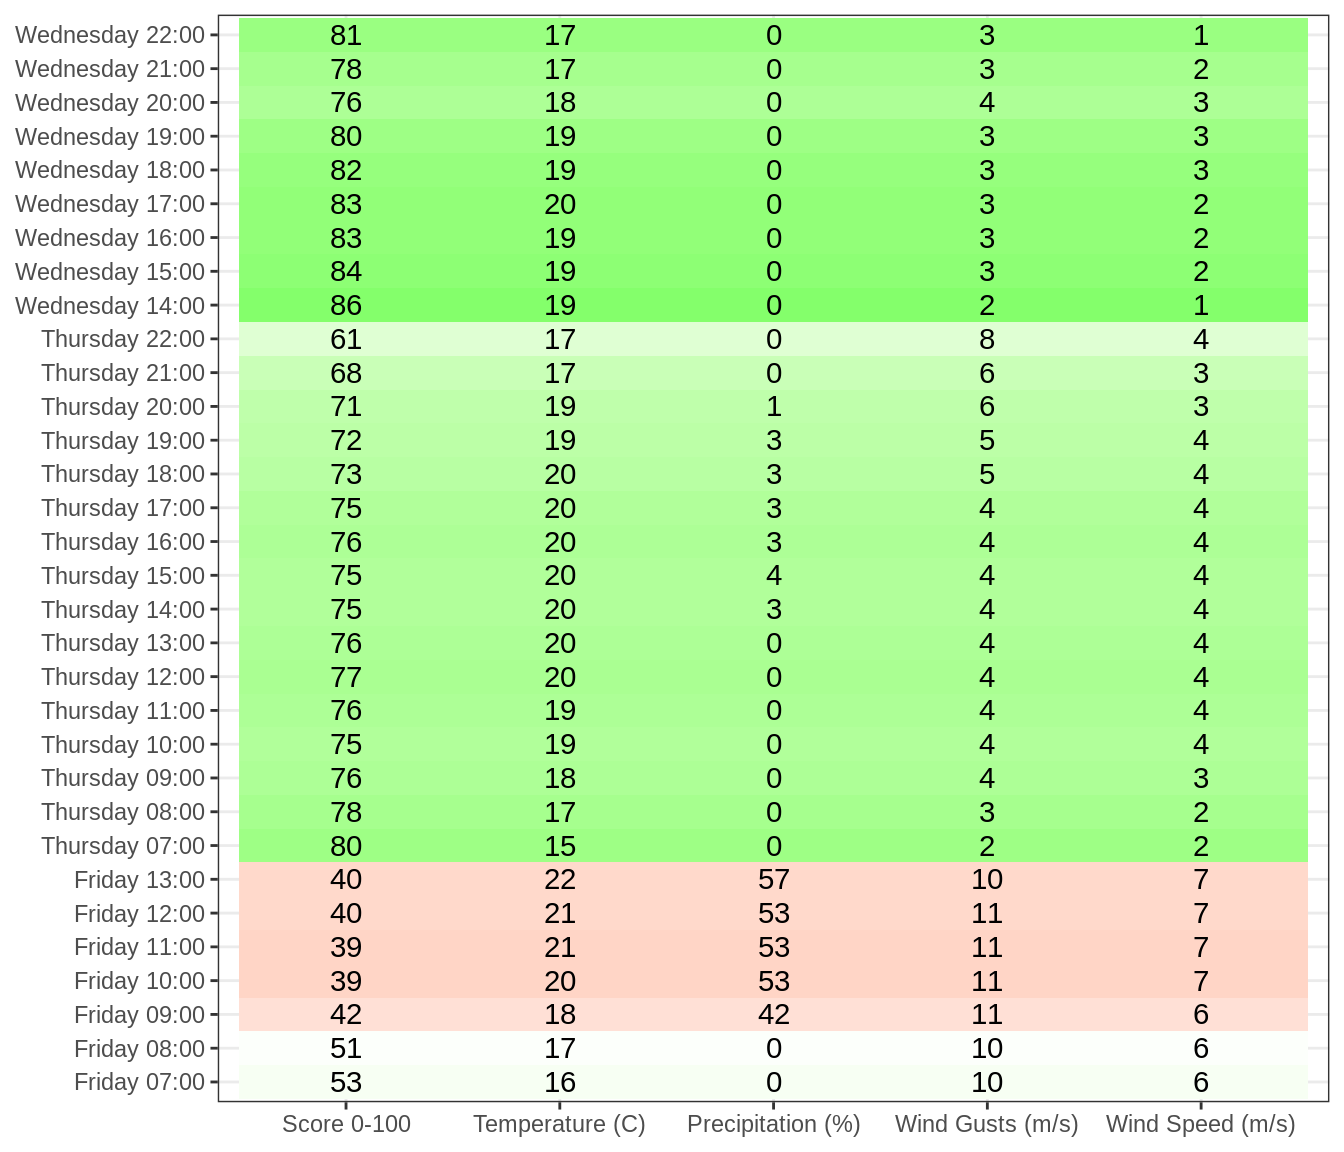 Wednesday 22:00 81 17 0 3 1
Wednesday 21:00 78 17 0 3 2
Wednesday 20:00 76 18 0 4 3
Wednesday 19:00 80 19 0 3 3
Wednesday 18:00 82 19 0 3 3
Wednesday 17:00 83 20 0 3 2
Wednesday 16:00 83 19 0 3 2
Wednesday 15:00 84 19 0 3 2
Wednesday 14:00 86 19 0 2 1
Thursday 22:00 61 17 0 8 4
Thursday 21:00 68 17 0 6 3
Thursday 20:00 71 19 1 6 3
Thursday 19:00 72 19 3 5 4
Thursday 18:00 73 20 3 5 4
Thursday 17:00 75 20 3 4 4
Thursday 16:00 76 20 3 4 4
Thursday 15:00 75 20 4 4 4
Thursday 14:00 75 20 3 4 4
Thursday 13:00 76 20 0 4 4
Thursday 12:00 77 20 0 4 4
Thursday 11:00 76 19 0 4 4
Thursday 10:00 75 19 0 4 4
Thursday 09:00 76 18 0 4 3
Thursday 08:00 78 17 0 3 2
Thursday 07:00 80 15 0 2 2
Friday 13:00 40 22 57 10 7
Friday 12:00 40 21 53 11 7
Friday 11:00 39 21 53 11 7
Friday 10:00 39 20 53 11 7
Friday 09:00 42 18 42 11 6
Friday 08:00 51 17 0 10 6
Friday 07:00 53 16 0 10 6
Score 0-100 Temperature (C) Precipitation (%) Wind Gusts (m/s) Wind Speed (m/s)